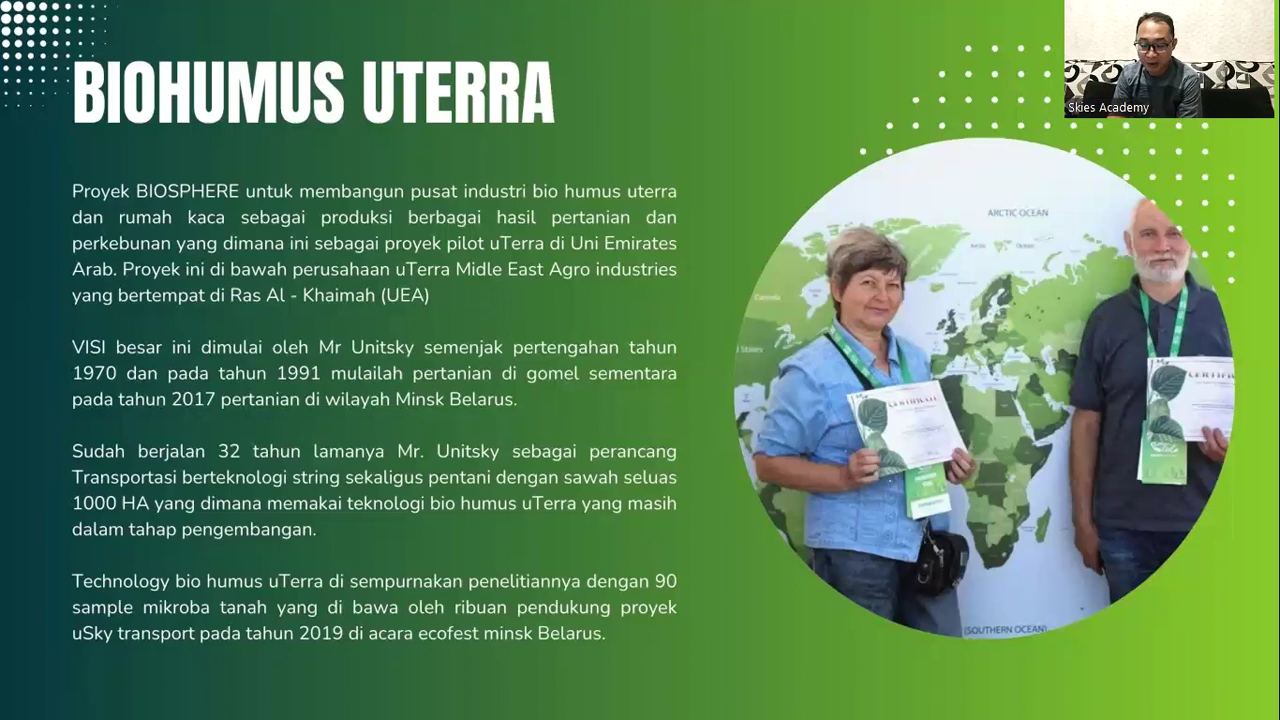 BIOHUMUS UTERRA
Proyek BIOSPHERE untuk membangun pusat industri bio humus uterra
dan rumah kaca sebagai produksi berbagai hasil pertanian dan
perkebunan yang dimana ini sebagai proyek pilot uTerra di Uni Emirates
Arab. Proyek ini di bawah perusahaan uTerra Midle East Agro industries
yang bertempat di Ras Al - Khaimah (UEA)
VISI besar ini dimulai oleh Mr Unitsky semenjak pertengahan tahun
1970 dan pada tahun 1991 mulailah pertanian di gomel sementara
pada tahun 2017 pertanian di wilayah Minsk Belarus.
Sudah berjalan 32 tahun lamanya Mr. Unitsky sebagai perancang
Transportasi berteknologi string sekaligus pentani dengan sawah seluas
1000 HA yang dimana memakai teknologi bio humus uTerra yang masih
dalam tahap pengembangan.
Technology bio humus uTerra di sempurnakan penelitiannya dengan 90
sample mikroba tanah yang di bawa oleh ribuan pendukung proyek
uSky transport pada tahun 2019 di acara ecofest minsk Belarus.
Skies Academy
ARCTIC OCEAN
Canada
(SOUTHERN OCEAN)